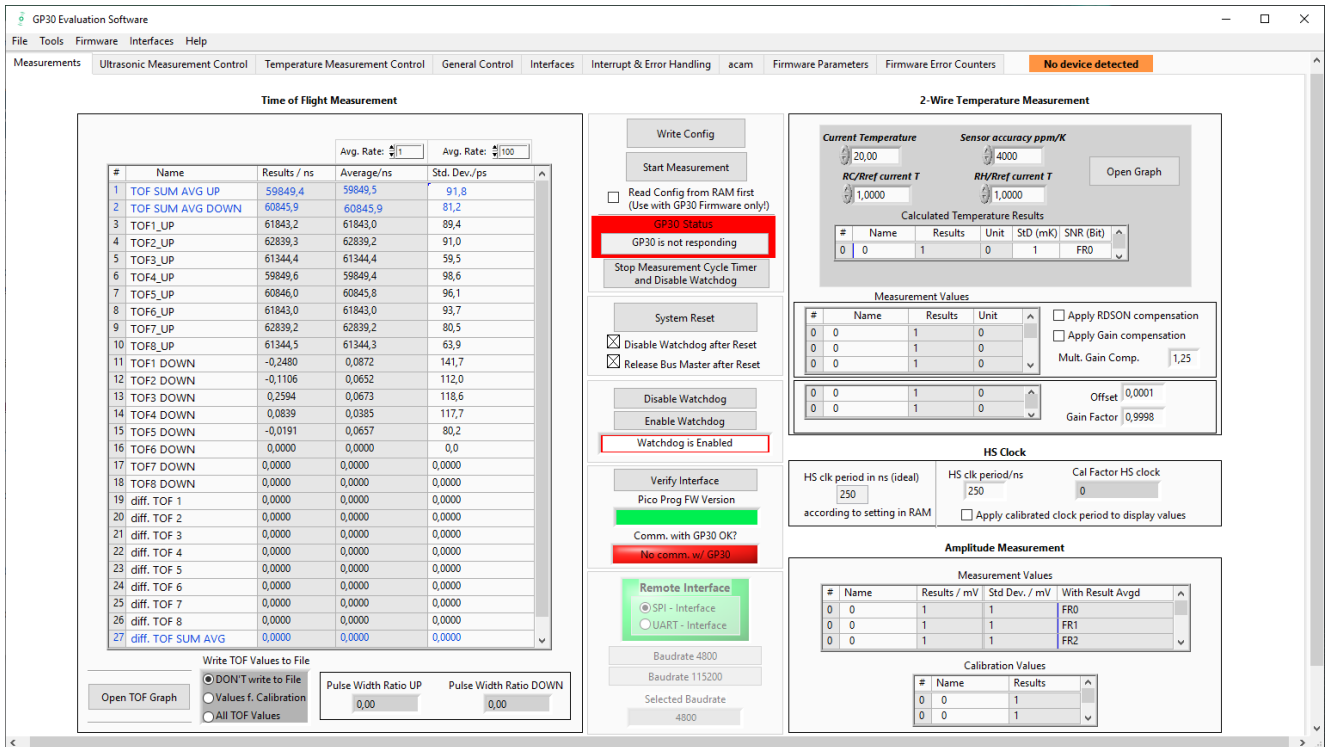 GP30 Evaluation Software
File Tools Firmware Interfaces Help
Measurements Ultrasonic Measurement Control Temperature Measurement Control General Control Interfaces Interrupt & Error Handling acam Firmware Parameters Firmware Error Counters No device detected
Time of Flight Measurement
Avg. Rate: 1 Avg. Rate: 100
# Name Results / ns Average/ns Std. Dev./ps
1 TOF SUM AVG UP 59849,4 59849,5 91,8
2 TOF SUM AVG DOWN 60845,9 60845,9 81,2
3 TOF1_UP 61843,2 61843,0 89,4
4 TOF2_UP 62839,3 62839,2 91,0
5 TOF3_UP 61344,4 61344,4 59,5
6 TOF4_UP 59849,6 59849,4 98,6
7 TOF5_UP 60846,0 60845,8 96,1
8 TOF6_UP 61843,0 61843,0 93,7
9 TOF7_UP 62839,2 62839,2 80,5
10 TOF8_UP 61344,5 61344,3 63,9
11 TOF1 DOWN -0,2480 0,0872 141,7
12 TOF2 DOWN -0,1106 0,0652 112,0
13 TOF3 DOWN 0,2594 0,0673 118,6
14 TOF4 DOWN 0,0839 0,0385 117,7
15 TOF5 DOWN -0,0191 0,0657 80,2
16 TOF6 DOWN 0,0000 0,0000 0,0
17 TOF7 DOWN 0,0000 0,0000 0,0000
18 TOF8 DOWN 0,0000 0,0000 0,0000
19 diff. TOF 1 0,0000 0,0000 0,0000
20 diff. TOF 2 0,0000 0,0000 0,0000
21 diff. TOF 3 0,0000 0,0000 0,0000
22 diff. TOF 4 0,0000 0,0000 0,0000
23 diff. TOF 5 0,0000 0,0000 0,0000
24 diff. TOF 6 0,0000 0,0000 0,0000
25 diff. TOF 7 0,0000 0,0000 0,0000
26 diff. TOF 8 0,0000 0,0000 0,0000
27 diff. TOF SUM AVG 0,0000 0,0000 0,0000
Open TOF Graph
Write TOF Values to File
DON'T write to File
Values f. Calibration
All TOF Values
Pulse Width Ratio UP Pulse Width Ratio DOWN
0,00 0,00
Write Config
Start Measurement
Read Config from RAM first
(Use with GP30 Firmware only!)
GP30 Status
GP30 is not responding
Stop Measurement Cycle Timer
and Disable Watchdog
System Reset
Disable Watchdog after Reset
Release Bus Master after Reset
Disable Watchdog
Enable Watchdog
Watchdog is Enabled
Verify Interface
Pico Prog FW Version
Comm. with GP30 OK?
No comm. w/ GP30
Remote Interface
SPI - Interface
UART - Interface
Baudrate 4800
Baudrate 115200
Selected Baudrate
4800
2-Wire Temperature Measurement
Current Temperature Sensor accuracy ppm/K
20,00 4000
RC/Rref current T RH/Rref current T
1,0000 1,0000
Open Graph
Calculated Temperature Results
# Name Results Unit StD (mK) SNR (Bit)
0 0 1 0 1 FR0
Measurement Values
# Name Results Unit
0 0 1 0
0 0 1 0
0 0 1 0
Apply RDSON compensation
Apply Gain compensation
Mult. Gain Comp. 1,25
0 0 1 0
0 0 1 0
Offset 0,0001
Gain Factor 0,9998
HS Clock
HS clk period in ns (ideal)
250
according to setting in RAM
HS clk period/ns
250
Cal Factor HS clock
0
Apply calibrated clock period to display values
Amplitude Measurement
Measurement Values
# Name Results / mV Std Dev. / mV With Result Avgd
0 0 1 1 FR0
0 0 1 1 FR1
0 0 1 1 FR2
Calibration Values
# Name Results
0 0 1
0 0 1